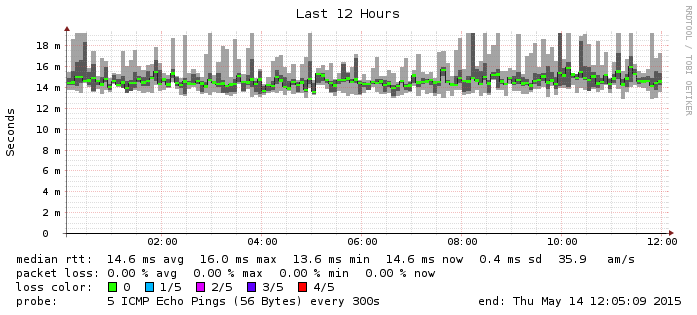 Last 12 Hours
RRDTOOL / TOBI OETIKER
Seconds
18 m
16 m
14 m
12 m
10 m
8 m
6 m
4 m
2 m
0
02:00 04:00 06:00 08:00 10:00 12:00
median rtt: 14.6 ms avg 16.0 ms max 13.6 ms min 14.6 ms now 0.4 ms sd 35.9 am/s
packet loss: 0.00 % avg 0.00 % max 0.00 % min 0.00 % now
loss color: 0 1/5 2/5 3/5 4/5
probe: 5 ICMP Echo Pings (56 Bytes) every 300s end: Thu May 14 12:05:09 2015